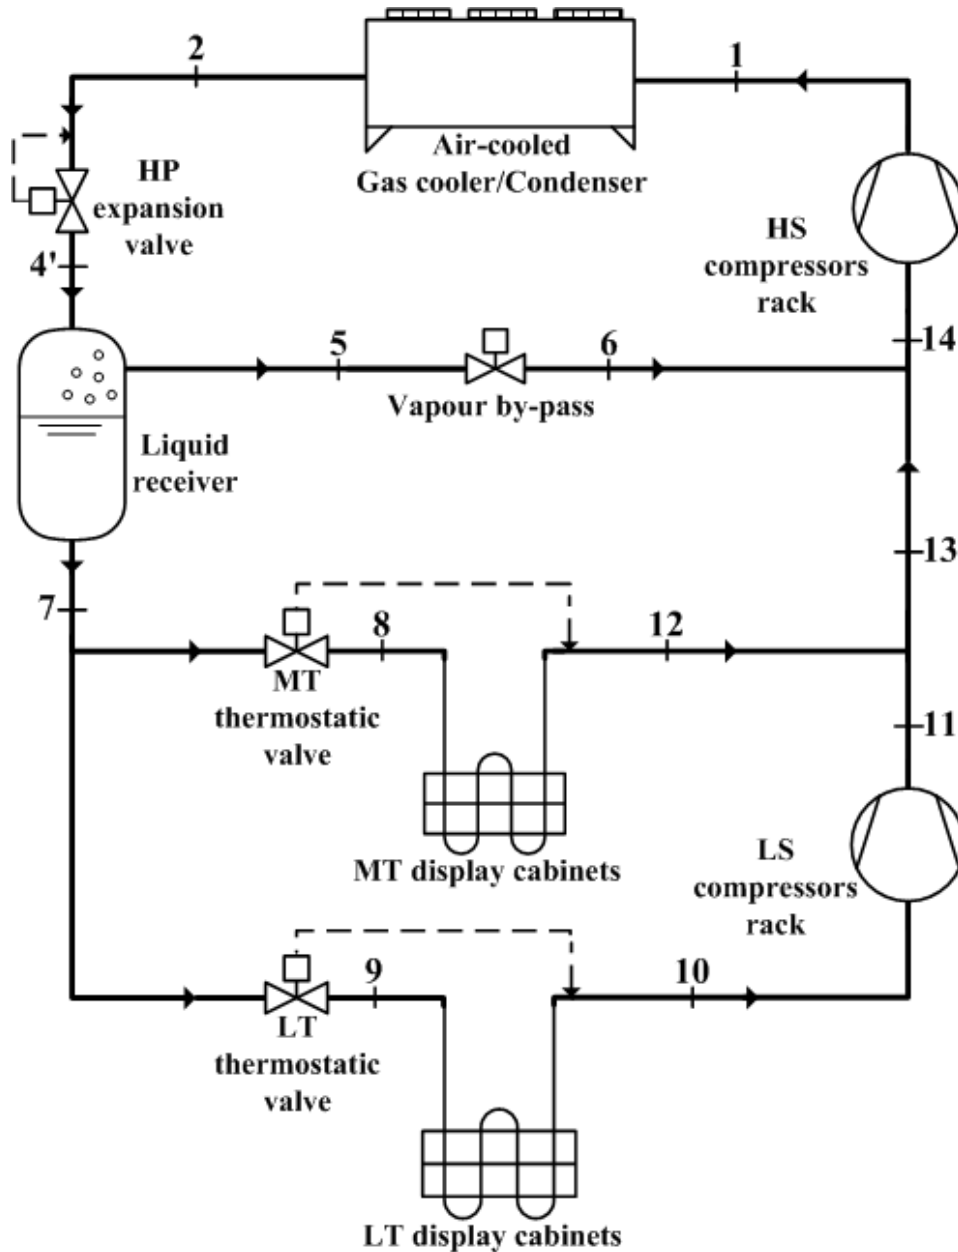 2
1
Air-cooled
Gas cooler/Condenser
HP
expansion
valve
HS
compressors
rack
4'
14
5
6
Vapour by-pass
Liquid
receiver
13
7
8
12
MT
thermostatic
valve
11
MT display cabinets
LS
compressors
rack
9
10
LT
thermostatic
valve
LT display cabinets